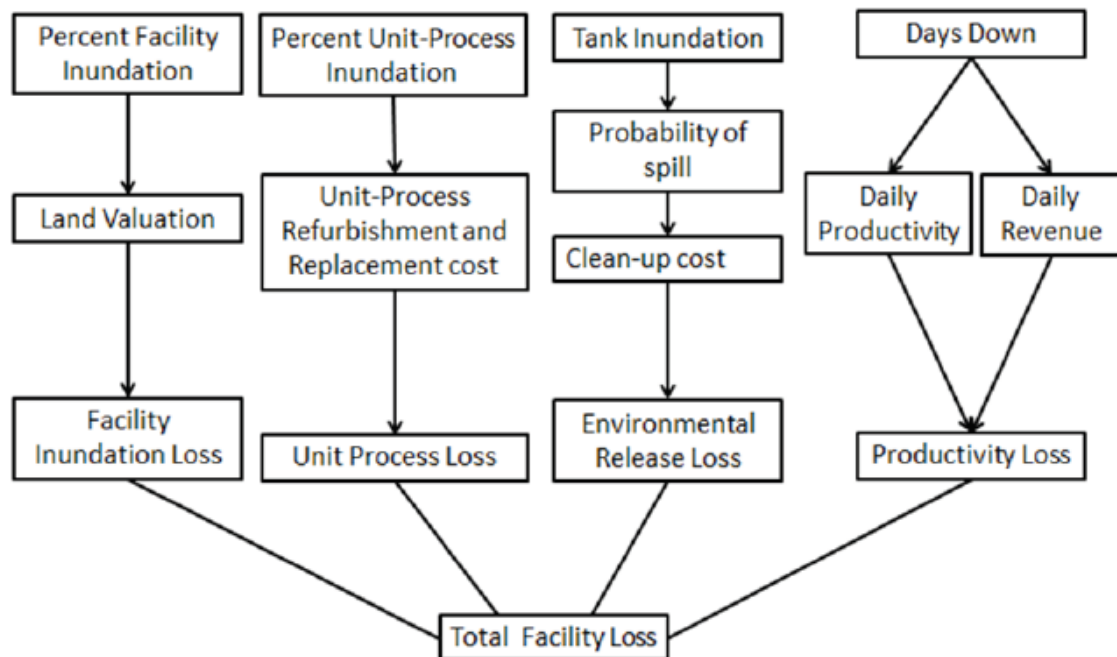 Percent Facility
Inundation
Percent Unit-Process
Inundation
Tank Inundation
Days Down
Probability of
spill
Land Valuation
Unit-Process
Refurbishment and
Replacement cost
Daily
Productivity
Daily
Revenue
Clean-up cost
Facility
Inundation Loss
Unit Process Loss
Environmental
Release Loss
Productivity Loss
Total Facility Loss